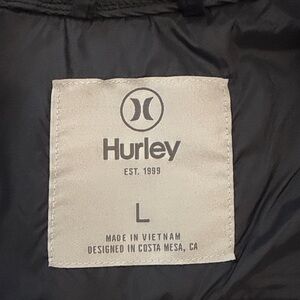 Hurley
EST. 1999
L
MADE IN VIETNAM
DESIGNED IN COSTA MESA, CA